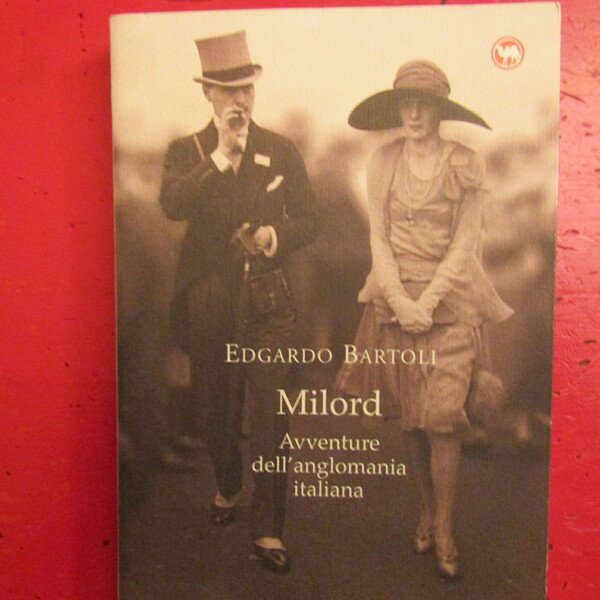 EDGARDO BARTOLI
Milord
Avventure
dell'anglomania
italiana